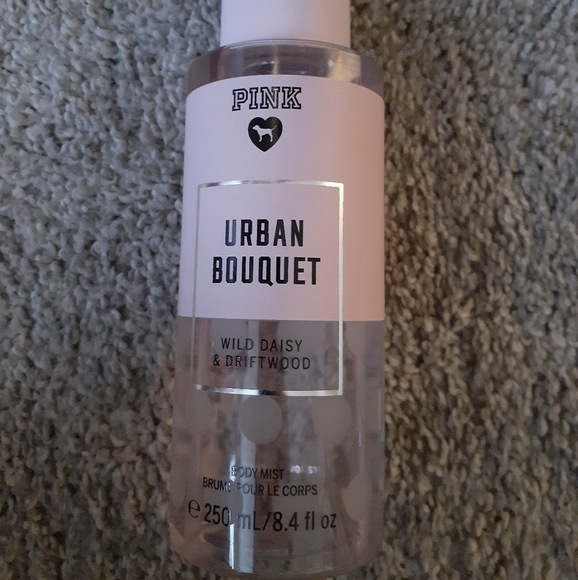 PINK
URBAN
BOUQUET
WILD DAISY
& DRIFTWOOD
BODY MIST
BRUME POUR LE CORPS
℮ 250 mL/8.4 fl oz